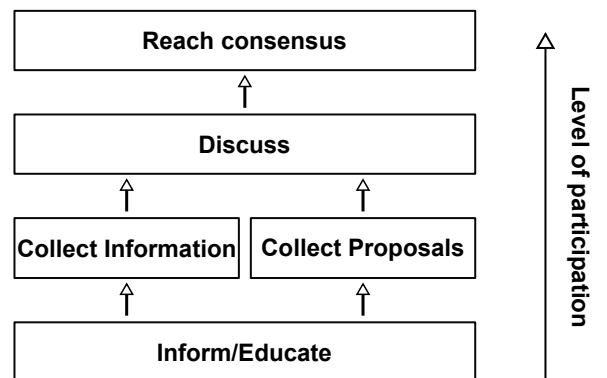 Reach consensus
Discuss
Collect Information
Collect Proposals
Inform/Educate
Level of participation